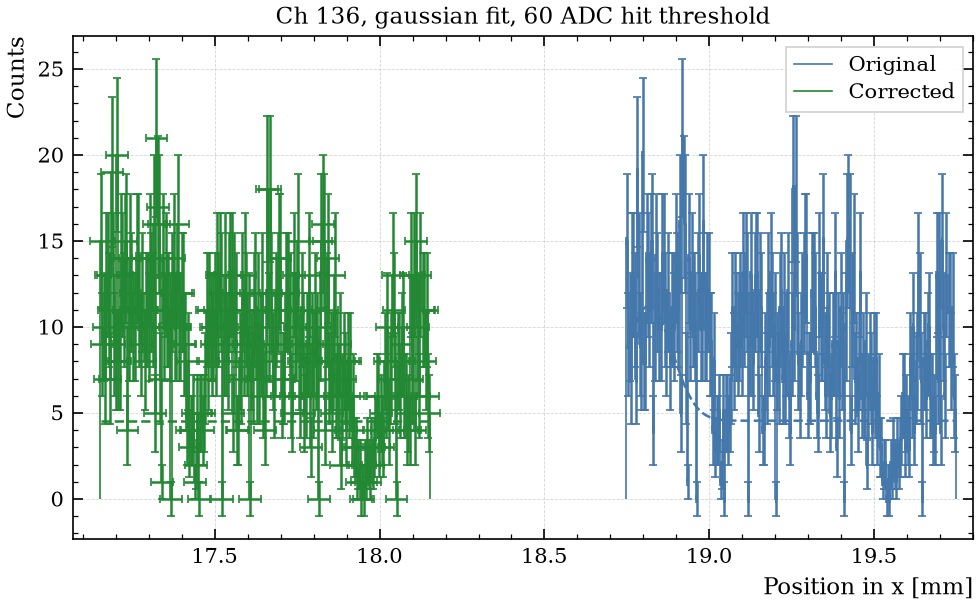 Ch 136, gaussian fit, 60 ADC hit threshold
Counts
Original
Corrected
25
20
15
10
5
0
17.5
18.0
18.5
19.0
19.5
Position in x [mm]